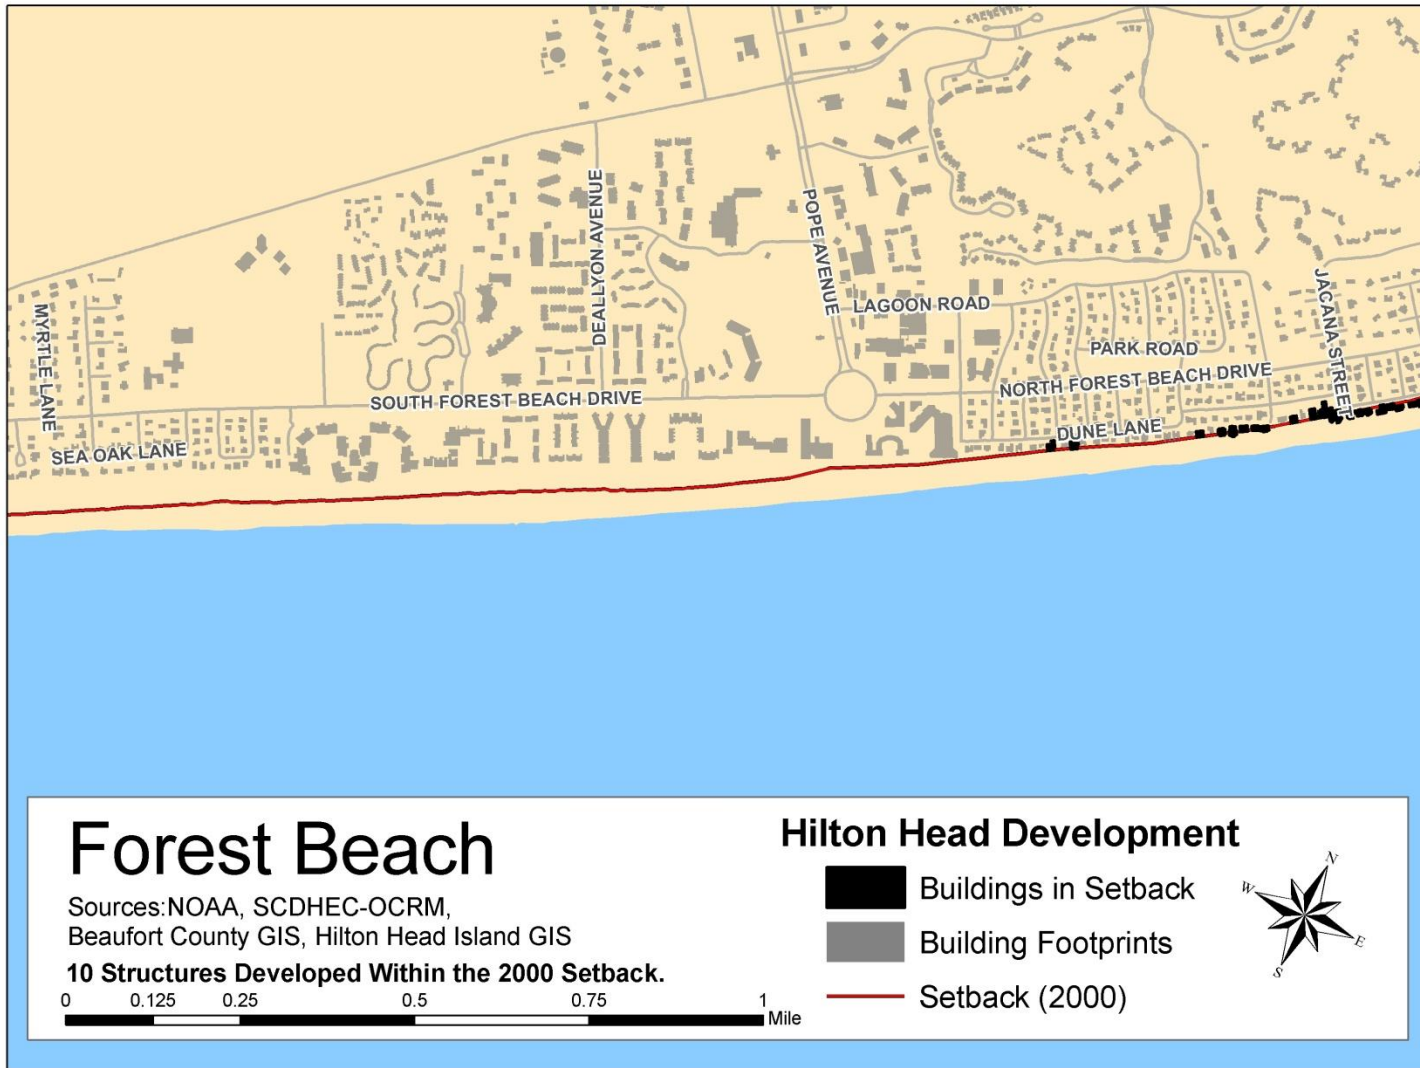 DEALLYON AVENUE
POPE AVENUE
LAGOON ROAD
JACANA STREET
MYRTLE LANE
PARK ROAD
NORTH FOREST BEACH DRIVE
SOUTH FOREST BEACH DRIVE
DUNE LANE
SEA OAK LANE
Forest Beach
Sources:NOAA, SCDHEC-OCRM,
Beaufort County GIS, Hilton Head Island GIS
10 Structures Developed Within the 2000 Setback.
0 0.125 0.25 0.5 0.75 1
Mile
Hilton Head Development
Buildings in Setback
Building Footprints
Setback (2000)
N
W
E
S